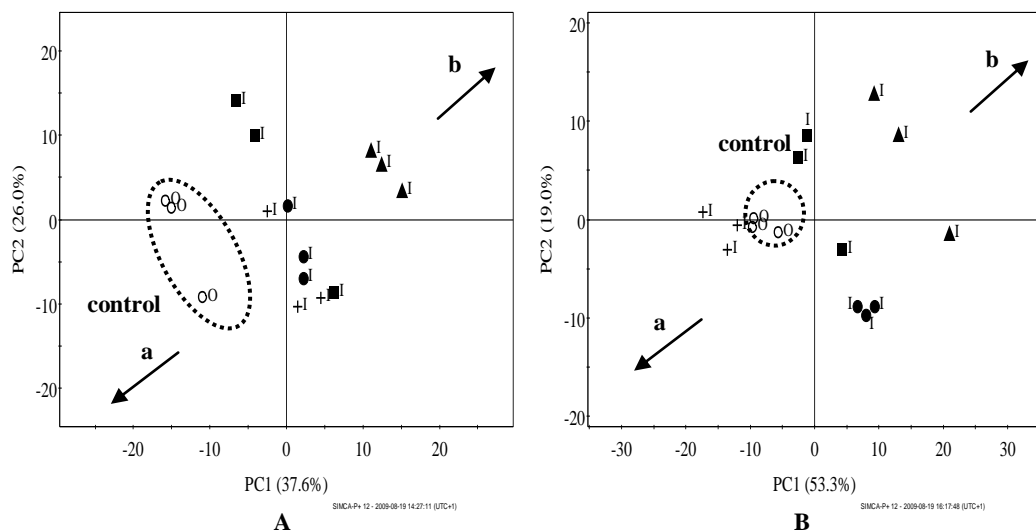 20
10
0
-10
-20
PC2 (26.0%)
b
I
I
I
I
I
+I
I
O
O
I
I
O
+I
+I
I
control
a
-20
-10
0
10
20
PC1 (37.6%)
SIMCA-P+ 12 - 2009-08-19 14:27:11 (UTC+1)
A
20
10
0
-10
-20
PC2 (19.0%)
b
I
I
I
control
I
+I
O
+I
O
O
+I
I
I
I
I
I
a
-30
-20
-10
0
10
20
30
PC1 (53.3%)
SIMCA-P+ 12 - 2009-08-19 16:17:48 (UTC+1)
B